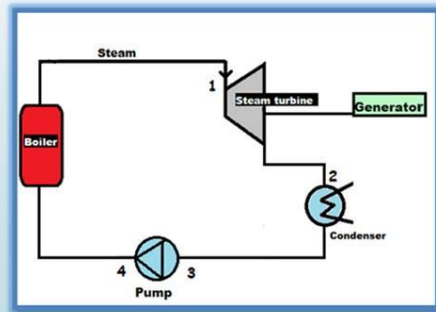 Steam
1
Steam turbine
Generator
Boiler
2
Condenser
4
3
Pump